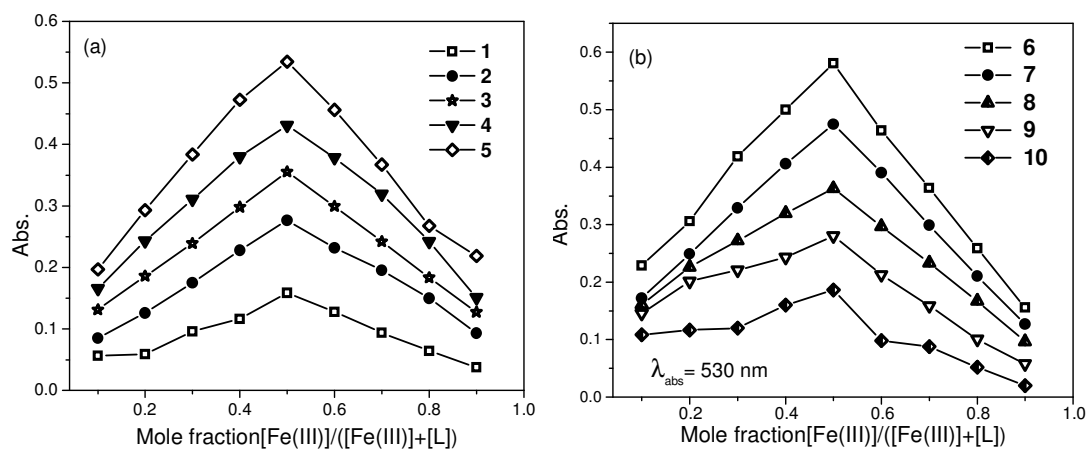 (a)
1
2
3
4
5
Abs.
0.6
0.5
0.4
0.3
0.2
0.1
0.0
0.2 0.4 0.6 0.8 1.0
Mole fraction[Fe(III)]/([Fe(III)]+[L])
(b)
6
7
8
9
10
Abs.
0.6
0.5
0.4
0.3
0.2
0.1
0.0
λabs= 530 nm
0.2 0.4 0.6 0.8 1.0
Mole fraction[Fe(III)]/([Fe(III)]+[L])